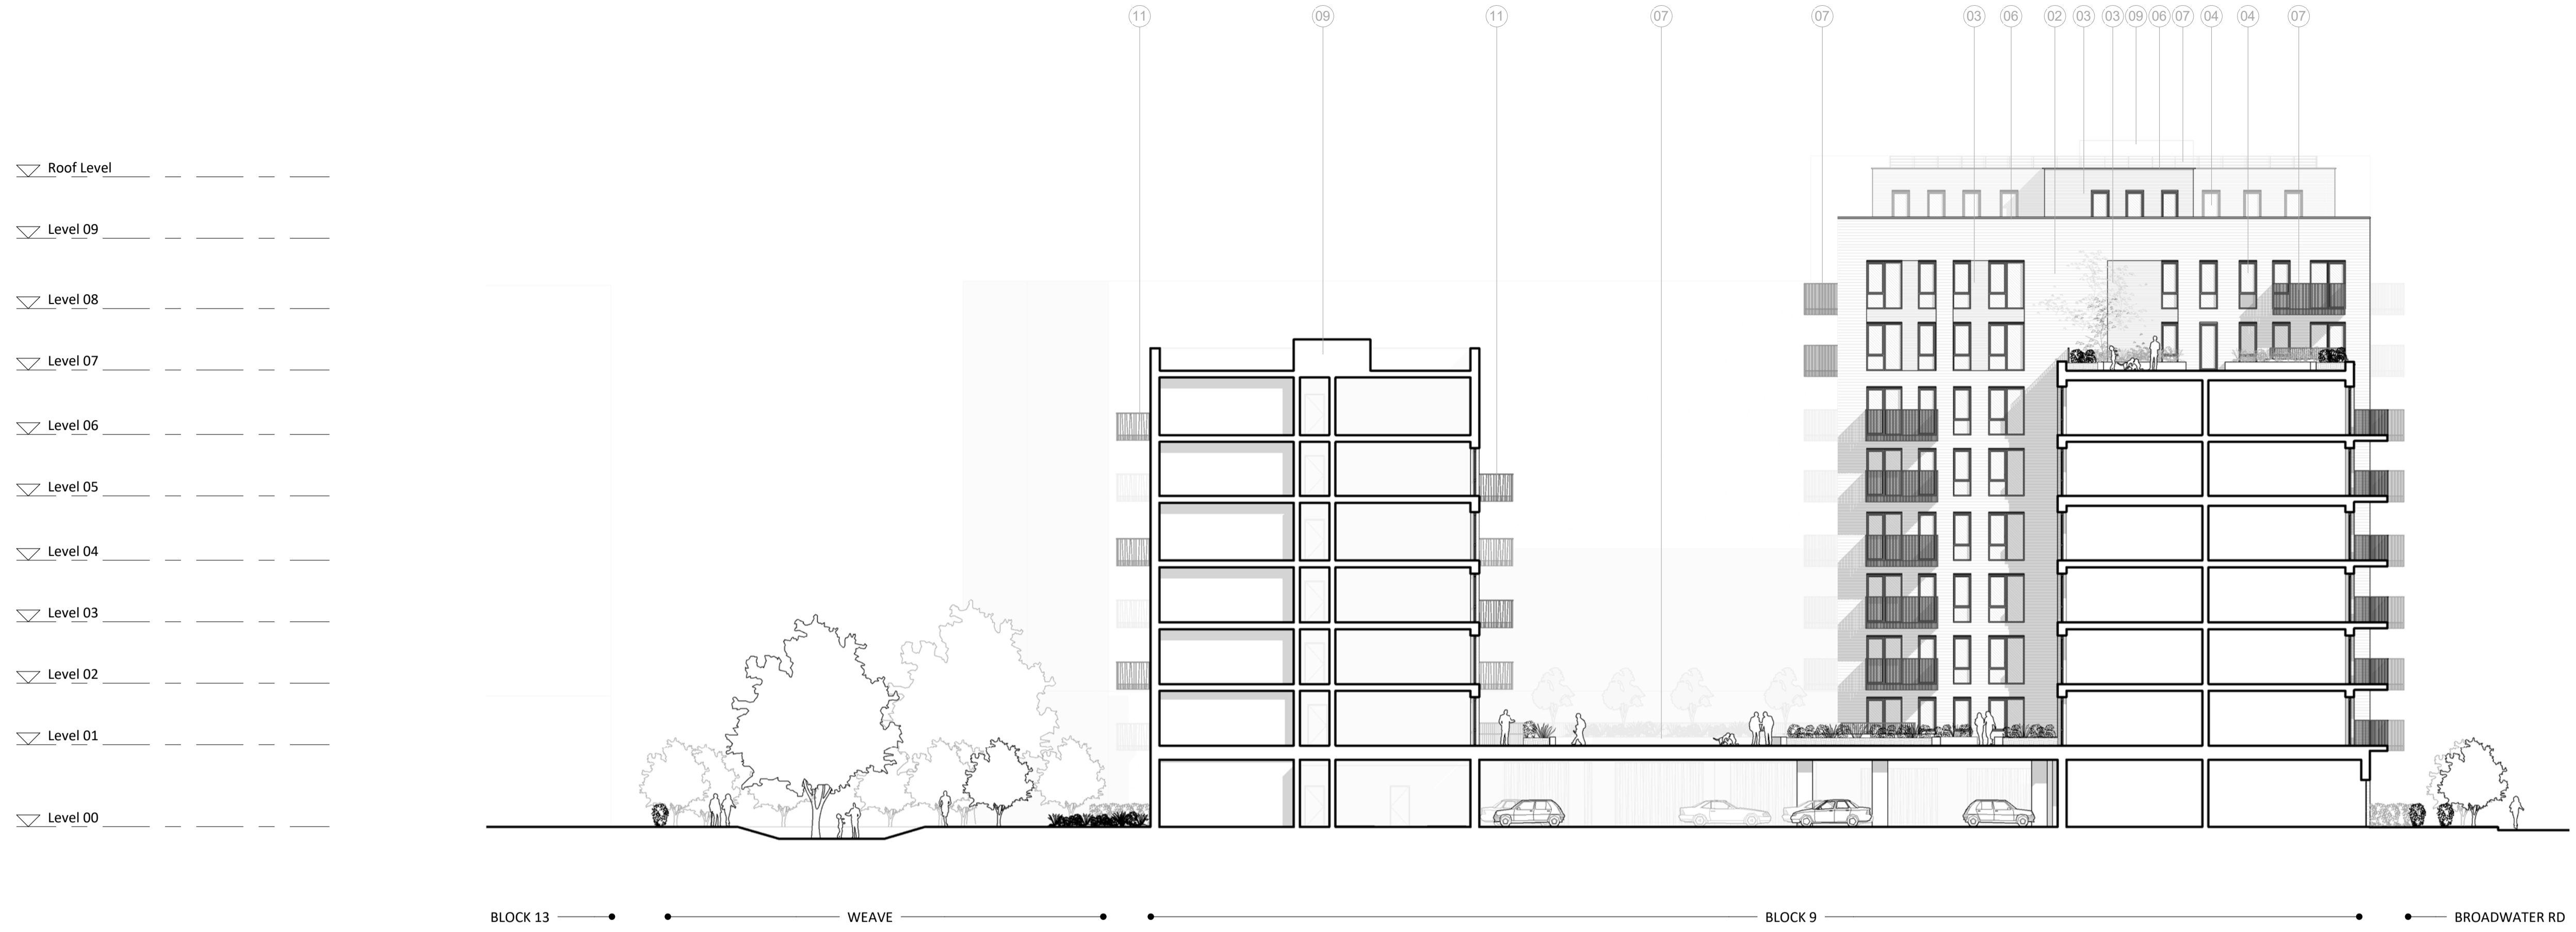 11 09 11 07 07 03 06 02 03 03 09 06 07 04 04 07
Roof Level
Level 09
Level 08
Level 07
Level 06
Level 05
Level 04
Level 03
Level 02
Level 01
Level 00
BLOCK 13 WEAVE BLOCK 9 BROADWATER RD